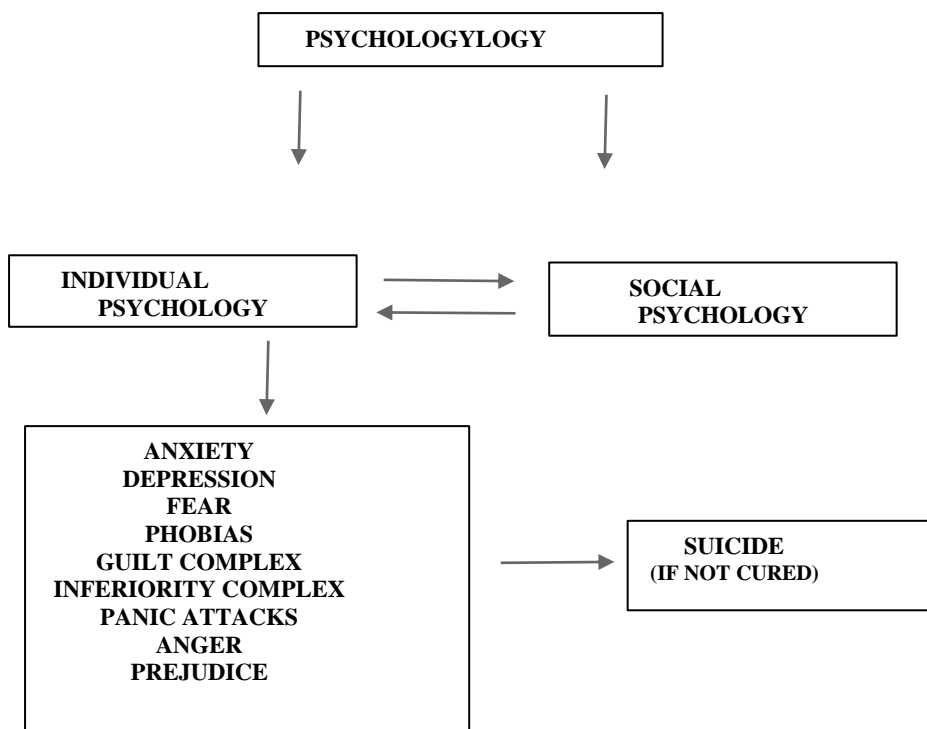 PSYCHOLOGYLOGY
INDIVIDUAL
PSYCHOLOGY
SOCIAL
PSYCHOLOGY
ANXIETY
DEPRESSION
FEAR
PHOBIAS
GUILT COMPLEX
INFERIORITY COMPLEX
PANIC ATTACKS
ANGER
PREJUDICE
SUICIDE
(IF NOT CURED)